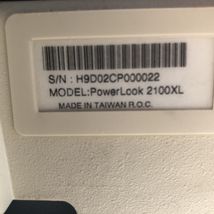 S/N : H9D02CP000022
MODEL:PowerLook 2100XL
MADE IN TAIWAN R.O.C.